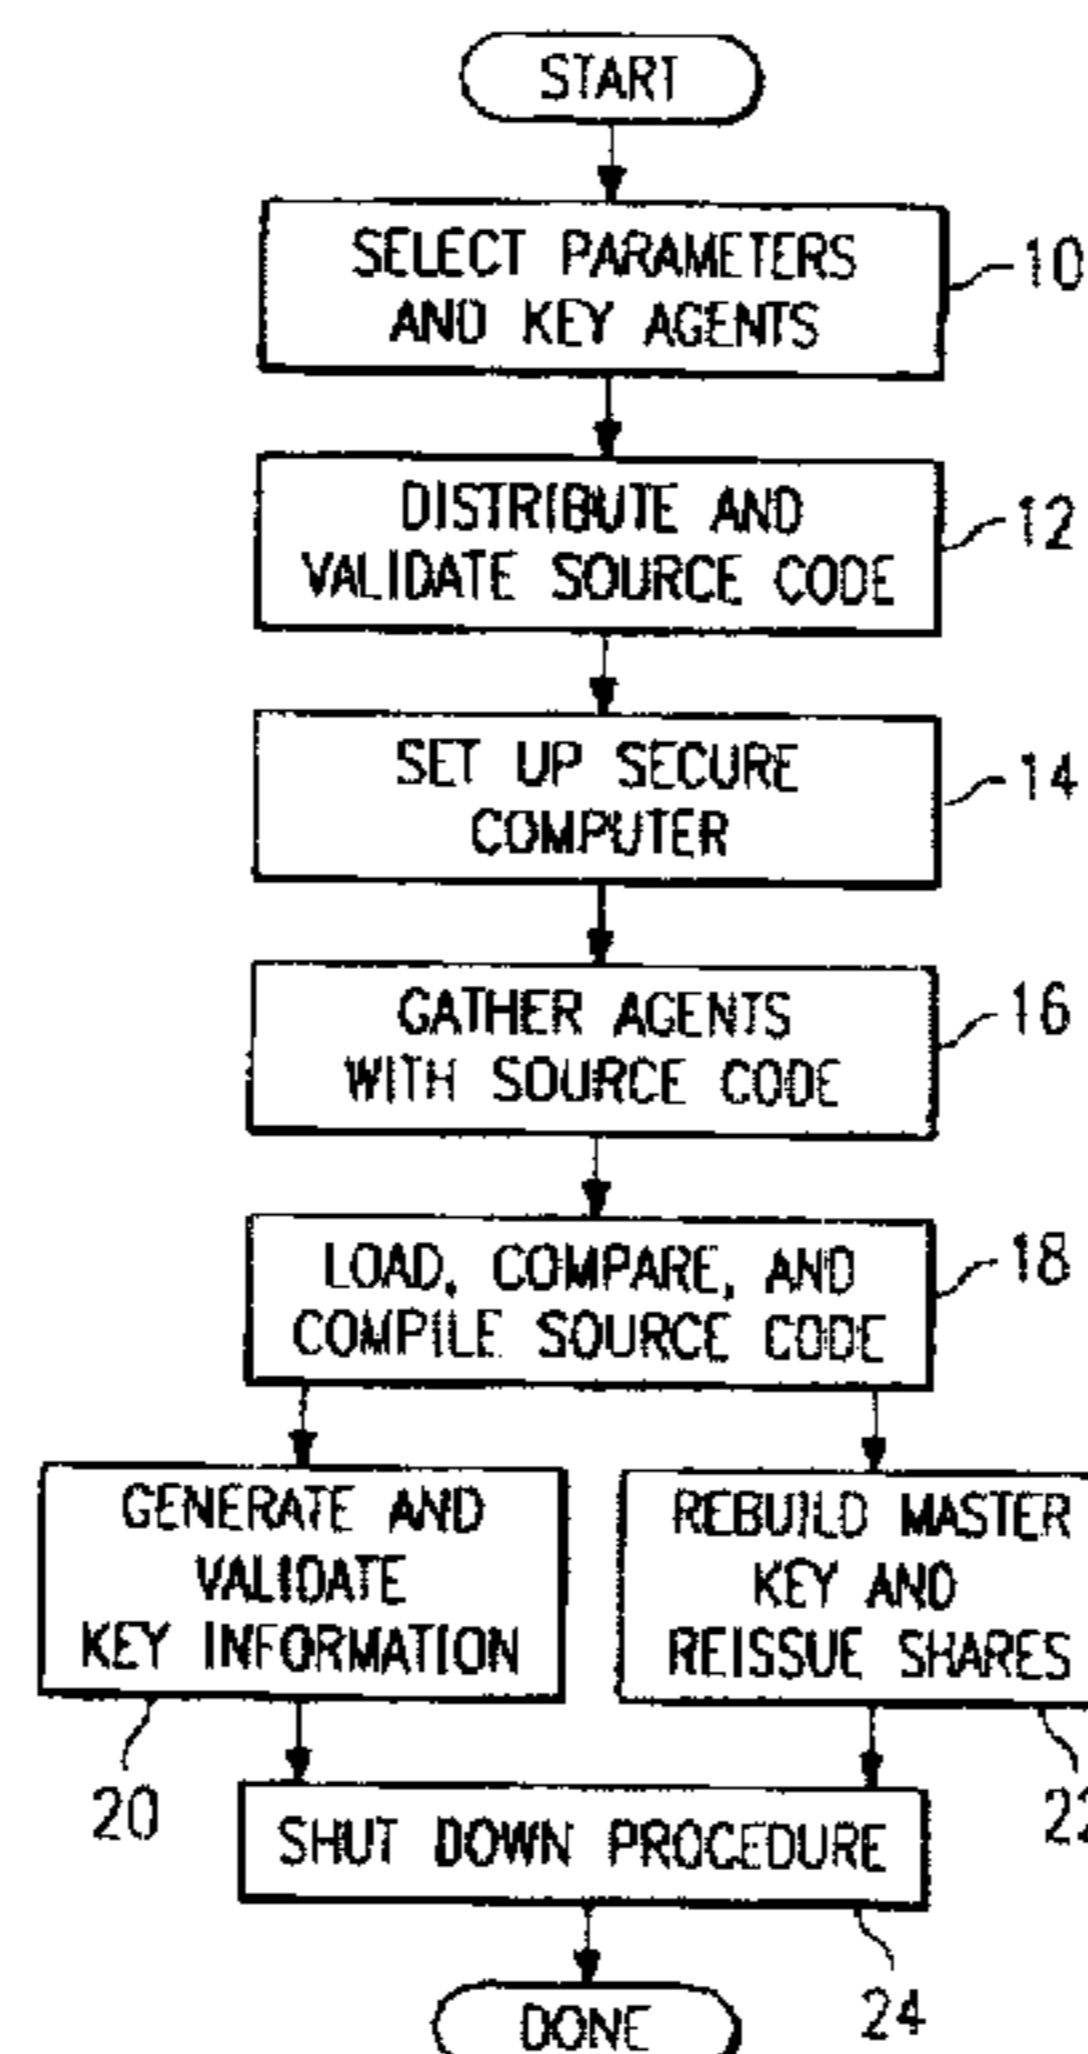 START
SELECT PARAMETERS
AND KEY AGENTS
10
DISTRIBUTE AND
VALIDATE SOURCE CODE
12
SET UP SECURE
COMPUTER
14
GATHER AGENTS
WITH SOURCE CODE
16
LOAD, COMPARE, AND
COMPILE SOURCE CODE
18
GENERATE AND
VALIDATE
KEY INFORMATION
20
REBUILD MASTER
KEY AND
REISSUE SHARES
22
SHUT DOWN PROCEDURE
24
DONE